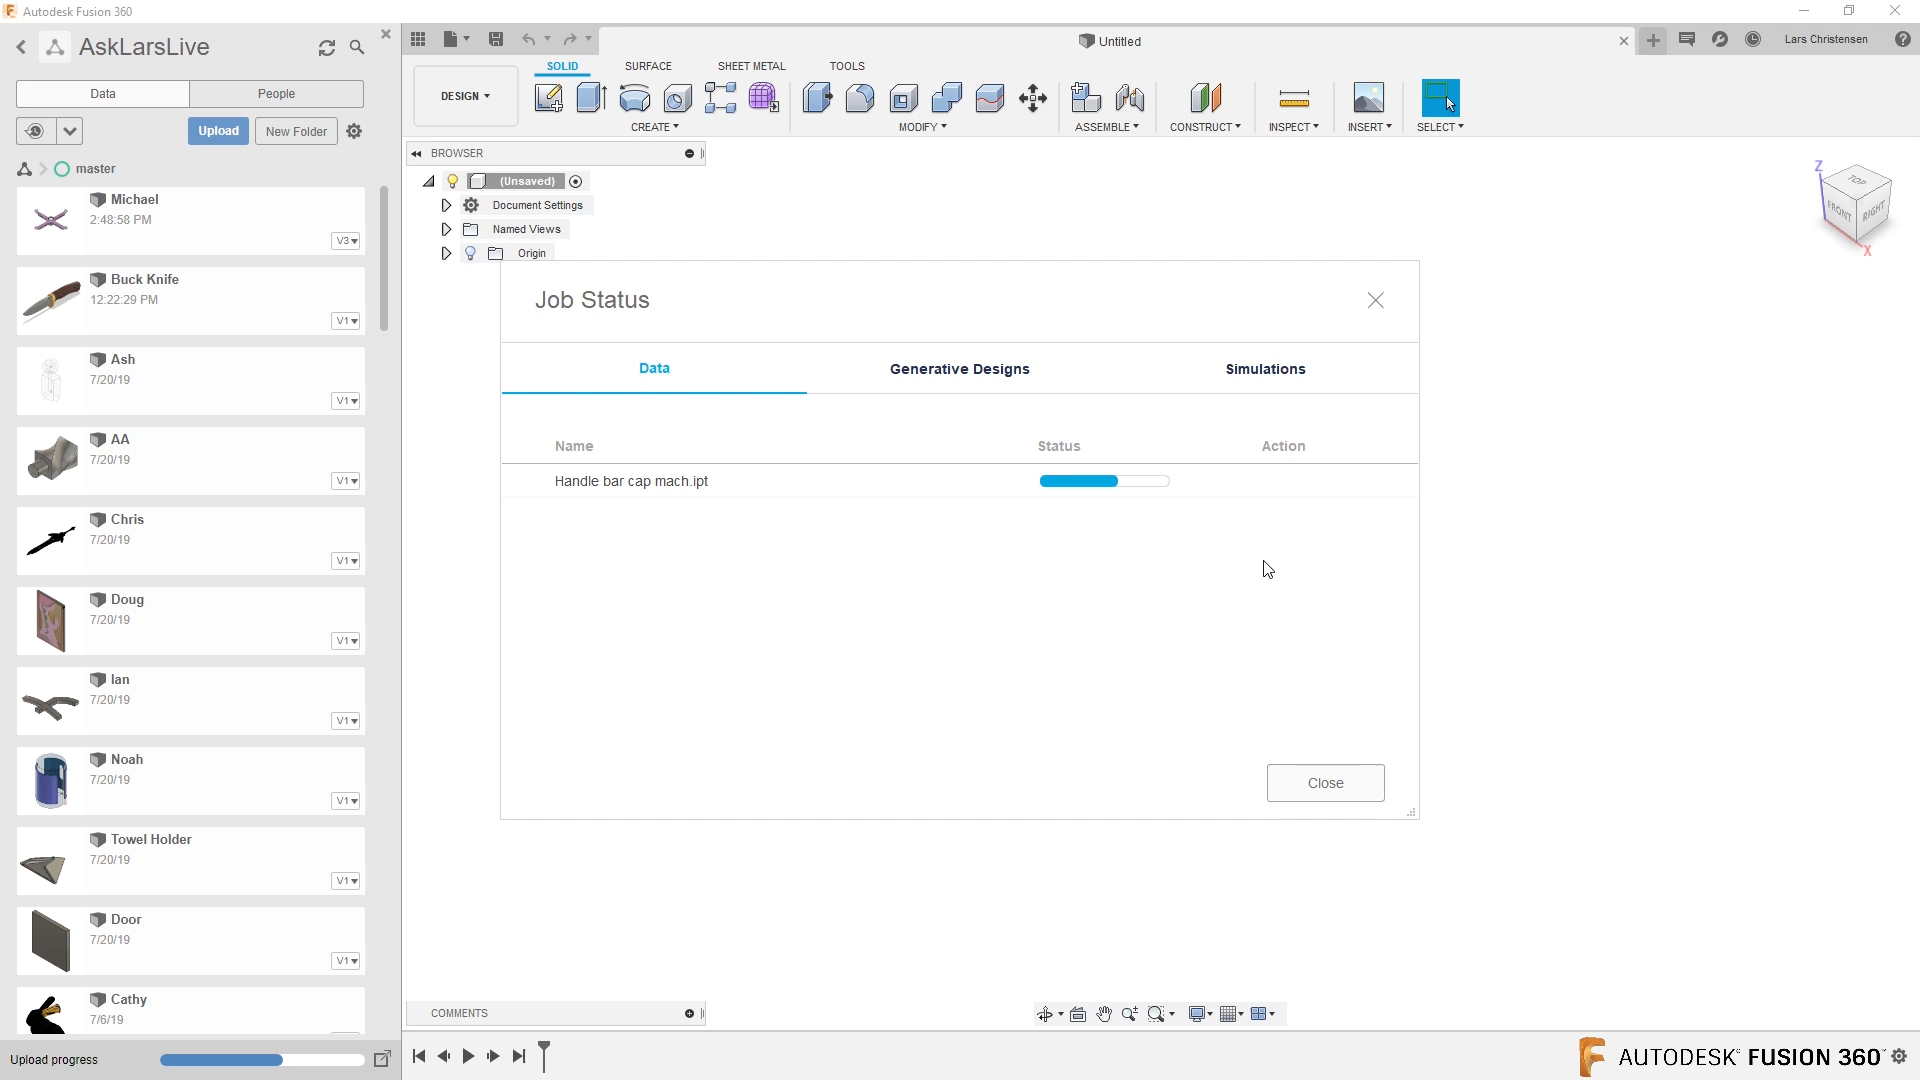 Autodesk Fusion 360
AskLarsLive
Data People
Upload New Folder
master
Michael
2:48:58 PM
V3
Buck Knife
12:22:29 PM
V1
Ash
7/20/19
V1
AA
7/20/19
V1
Chris
7/20/19
V1
Doug
7/20/19
V1
Ian
7/20/19
V1
Noah
7/20/19
V1
Towel Holder
7/20/19
V1
Door
7/20/19
V1
Cathy
7/6/19
Upload progress
Untitled
Lars Christensen
DESIGN
SOLID SURFACE SHEET METAL TOOLS
CREATE MODIFY ASSEMBLE CONSTRUCT INSPECT INSERT SELECT
BROWSER
(Unsaved)
Document Settings
Named Views
Origin
Z
TOP
FRONT RIGHT
X
Job Status
Data Generative Designs Simulations
Name Status Action
Handle bar cap mach.ipt
Close
COMMENTS
AUTODESK FUSION 360